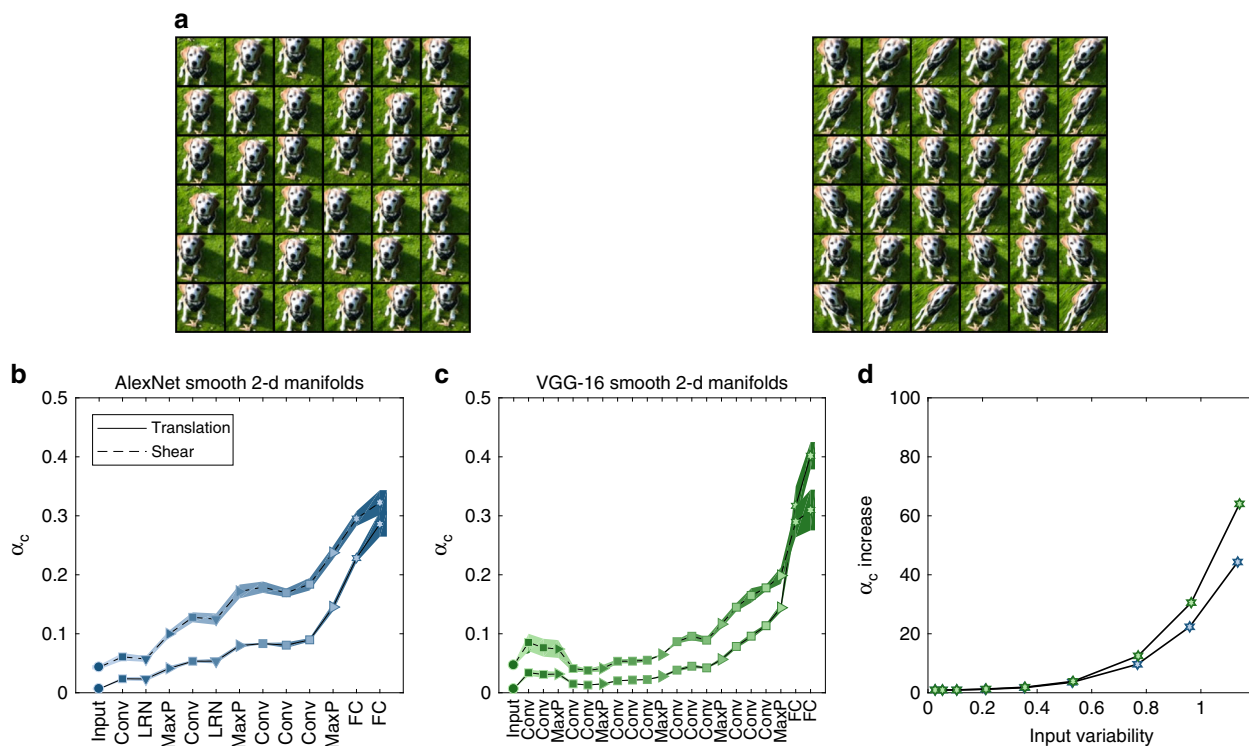 a
b
AlexNet smooth 2-d manifolds
0.5
0.4
0.3
0.2
0.1
0
αc
Translation
Shear
Input
Conv
LRN
MaxP
Conv
LRN
MaxP
Conv
Conv
Conv
MaxP
FC
FC
c
VGG-16 smooth 2-d manifolds
0.5
0.4
0.3
0.2
0.1
0
αc
Input
Conv
Conv
MaxP
Conv
Conv
MaxP
Conv
Conv
Conv
MaxP
Conv
Conv
Conv
MaxP
Conv
Conv
Conv
MaxP
FC
FC
d
100
80
60
40
20
0
αc increase
0
0.2
0.4
0.6
0.8
1
Input variability